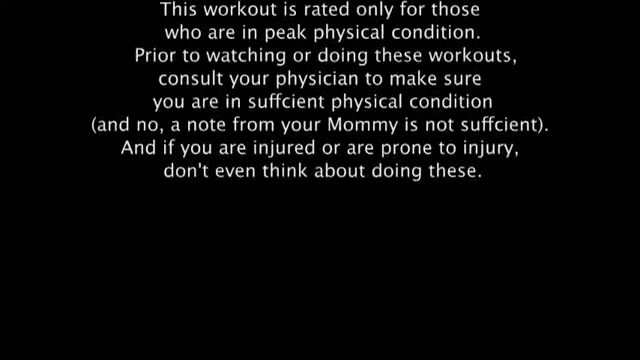 This workout is rated only for those
who are in peak physical condition.
Prior to watching or doing these workouts,
consult your physician to make sure
you are in suffcient physical condition
(and no, a note from your Mommy is not suffcient).
And if you are injured or are prone to injury,
don't even think about doing these.